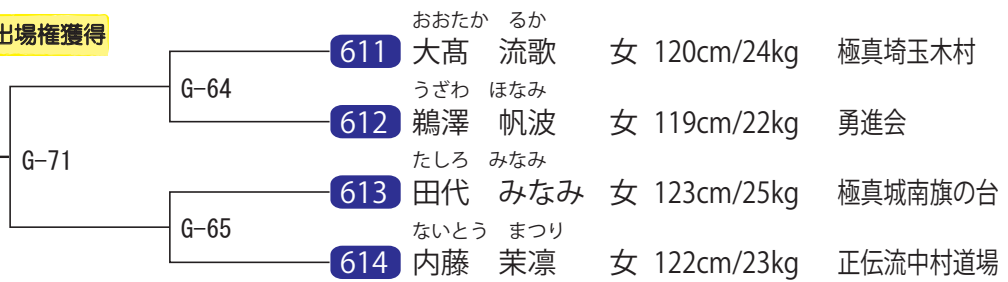 出場権獲得
おおたか るか
611 大髙 流歌 女 120cm/24kg 極真埼玉木村
G-64
うざわ ほなみ
612 鵜澤 帆波 女 119cm/22kg 勇進会
G-71
たしろ みなみ
613 田代 みなみ 女 123cm/25kg 極真城南旗の台
G-65
ないとう まつり
614 内藤 茉凛 女 122cm/23kg 正伝流中村道場